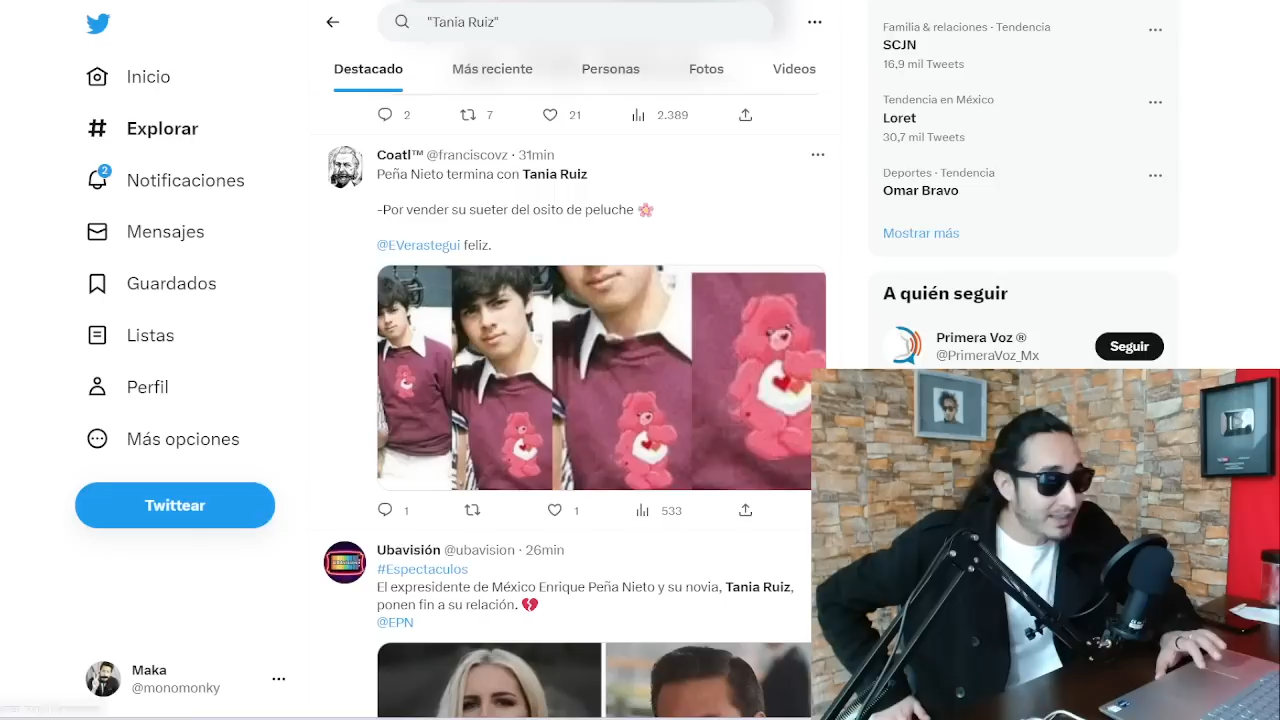 Inicio
Explorar
2
Notificaciones
Mensajes
Guardados
Listas
Perfil
Más opciones
Twittear
Maka
@monomonky
"Tania Ruiz"
Destacado
Más reciente
Personas
Fotos
Videos
2
7
21
2.389
Coatl™ @franciscovz · 31min
Peña Nieto termina con Tania Ruiz
-Por vender su sueter del osito de peluche 🌸
@EVerastegui feliz.
1
1
533
Ubavisión @ubavision · 26min
#Espectaculos
El expresidente de México Enrique Peña Nieto y su novia, Tania Ruiz,
ponen fin a su relación. 💔
@EPN
Familia & relaciones · Tendencia
SCJN
16,9 mil Tweets
Tendencia en México
Loret
30,7 mil Tweets
Deportes · Tendencia
Omar Bravo
Mostrar más
A quién seguir
Primera Voz ®
@PrimeraVoz_Mx
Seguir